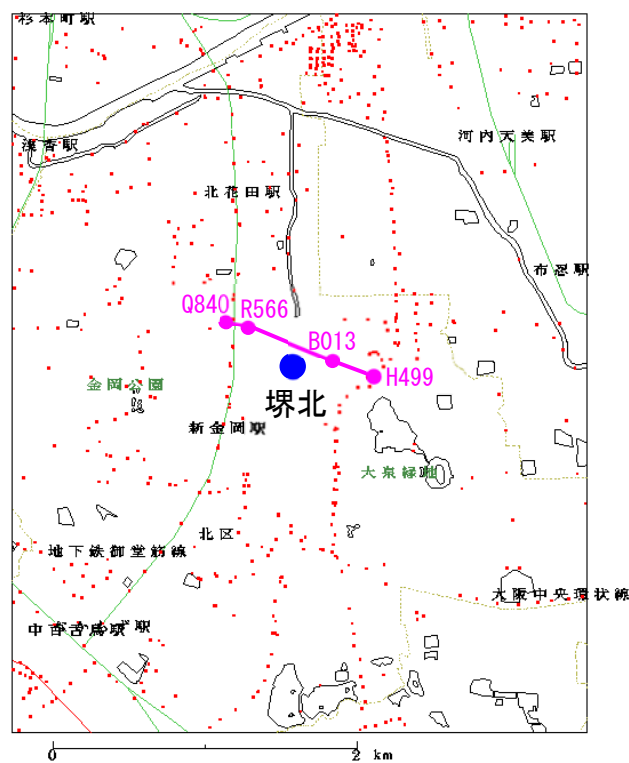 杉本町駅
浅香駅
河内天美駅
北花田駅
布忍駅
Q840
R566
B013
H499
金岡公園
堺北
新金岡駅
大泉緑地
北区
地下鉄御堂筋線
大阪中央環状線
中百舌鳥駅
駅
0 2 km